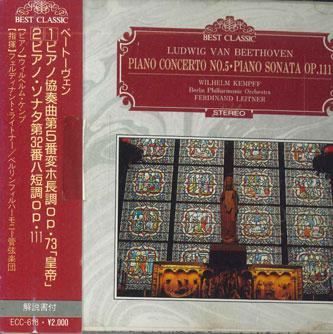 BEST CLASSIC
ベートーヴェン
1ピアノ協奏曲第5番変ホ長調op・73「皇帝」
2ピアノ・ソナタ第32番ハ短調op・111
[ピアノ]ウィルヘルム・ケンプ
[指揮]フェルディナント・ライトナー/ベルリンフィルハーモニー管弦楽団
解説書付
ECC-618・¥2,000
BEST CLASSIC
LUDWIG VAN BEETHOVEN
PIANO CONCERTO NO.5・PIANO SONATA OP.111
WILHELM KEMPFF
Berlin Philharmonic Orchestra
FERDINAND LEITNER
STEREO